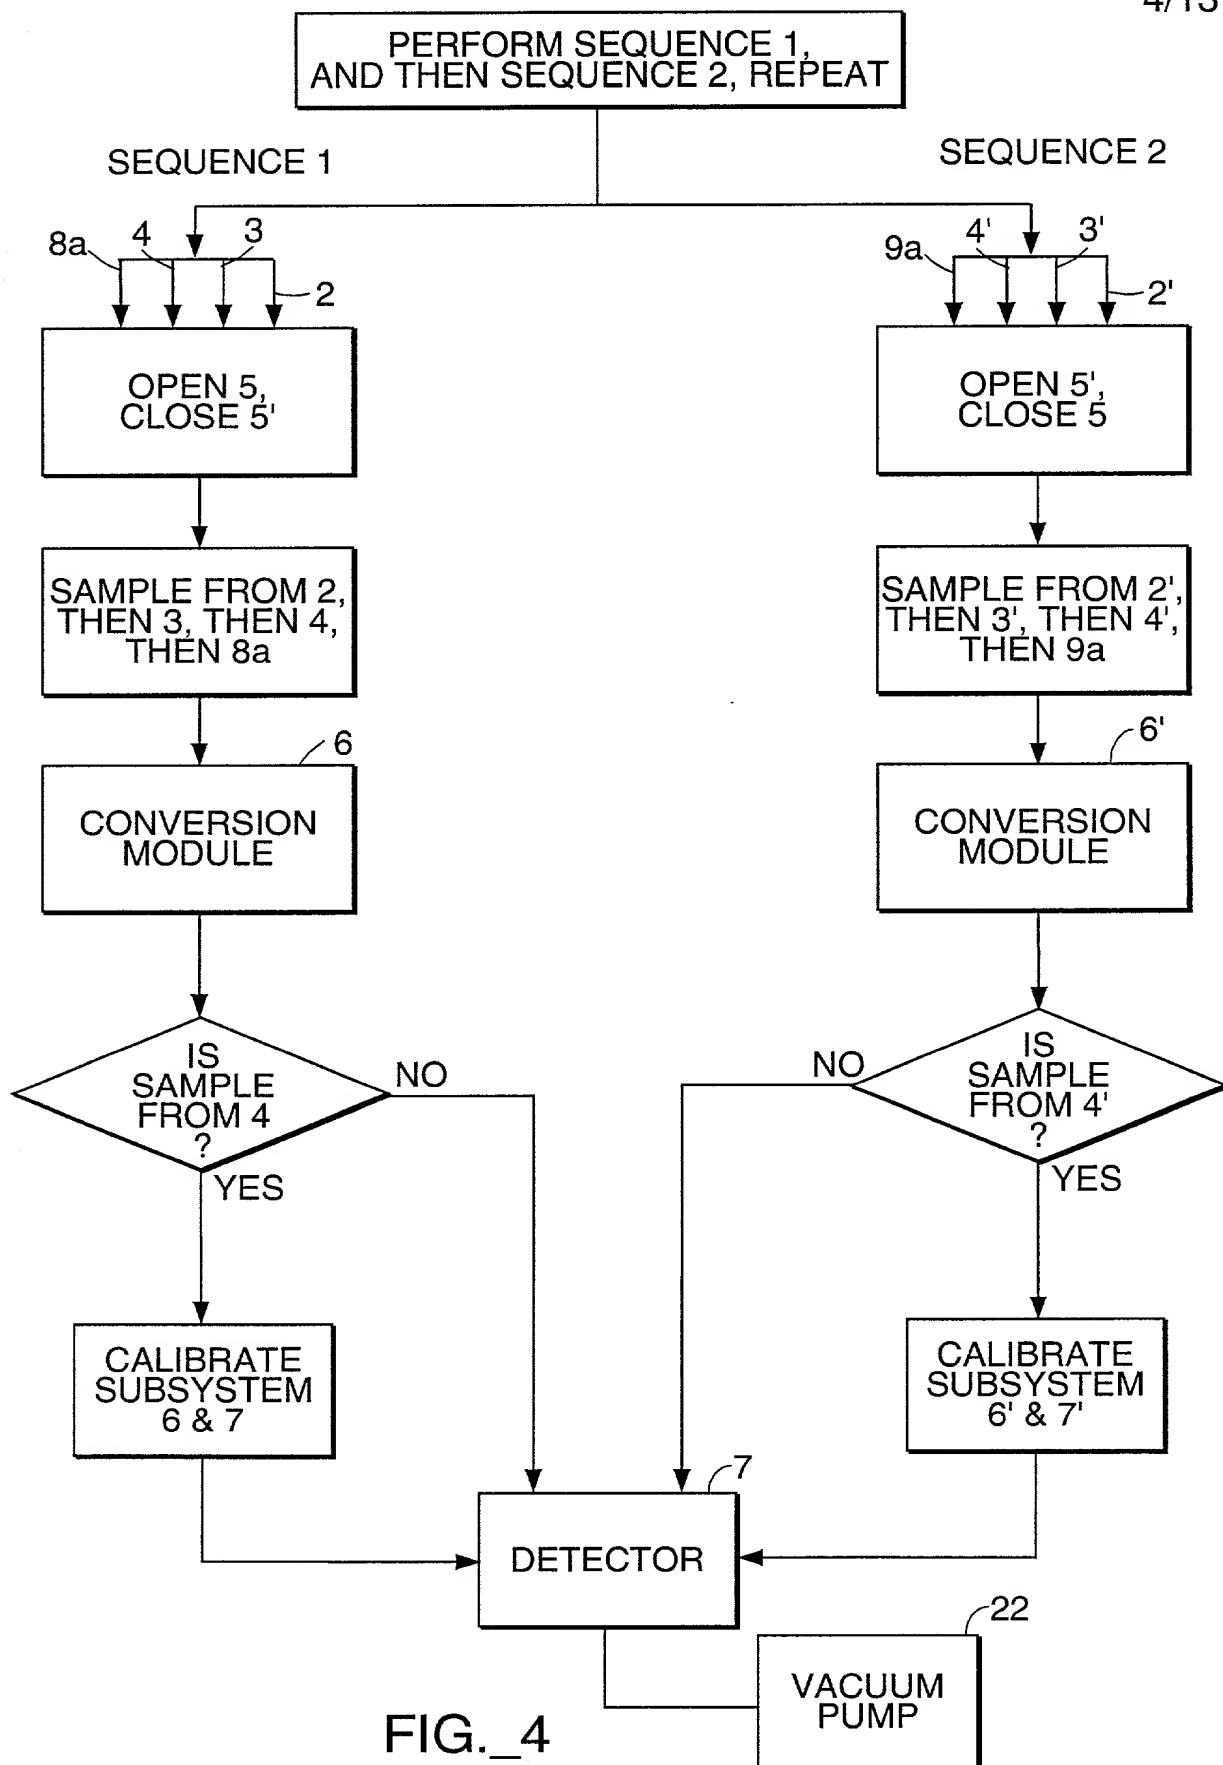 4/13
PERFORM SEQUENCE 1,
AND THEN SEQUENCE 2, REPEAT
SEQUENCE 1
8a
4
3
2
OPEN 5,
CLOSE 5'
SAMPLE FROM 2,
THEN 3, THEN 4,
THEN 8a
6
CONVERSION
MODULE
IS
SAMPLE
FROM 4
?
NO
YES
CALIBRATE
SUBSYSTEM
6 & 7
SEQUENCE 2
9a
4'
3'
2'
OPEN 5',
CLOSE 5
SAMPLE FROM 2',
THEN 3', THEN 4',
THEN 9a
6'
CONVERSION
MODULE
IS
SAMPLE
FROM 4'
?
NO
YES
CALIBRATE
SUBSYSTEM
6' & 7'
7
DETECTOR
22
VACUUM
PUMP
FIG._4